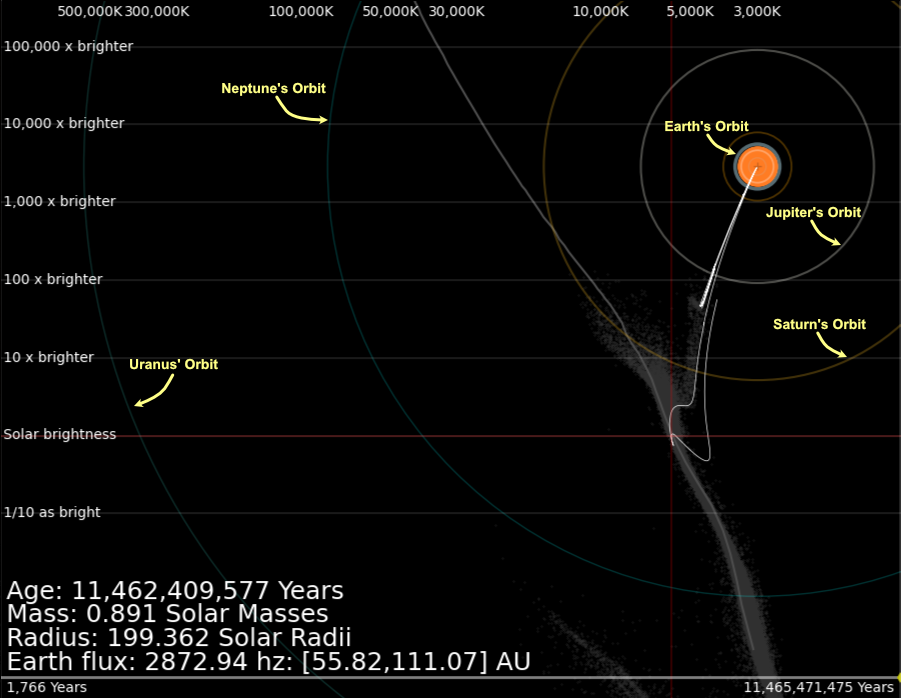 500,000K 300,000K 100,000K 50,000K 30,000K 10,000K 5,000K 3,000K
100,000 x brighter
Neptune's Orbit
10,000 x brighter
Earth's Orbit
1,000 x brighter
Jupiter's Orbit
100 x brighter
Saturn's Orbit
10 x brighter
Uranus' Orbit
Solar brightness
1/10 as bright
Age: 11,462,409,577 Years
Mass: 0.891 Solar Masses
Radius: 199.362 Solar Radii
Earth flux: 2872.94 hz: [55.82,111.07] AU
1,766 Years 11,465,471,475 Years